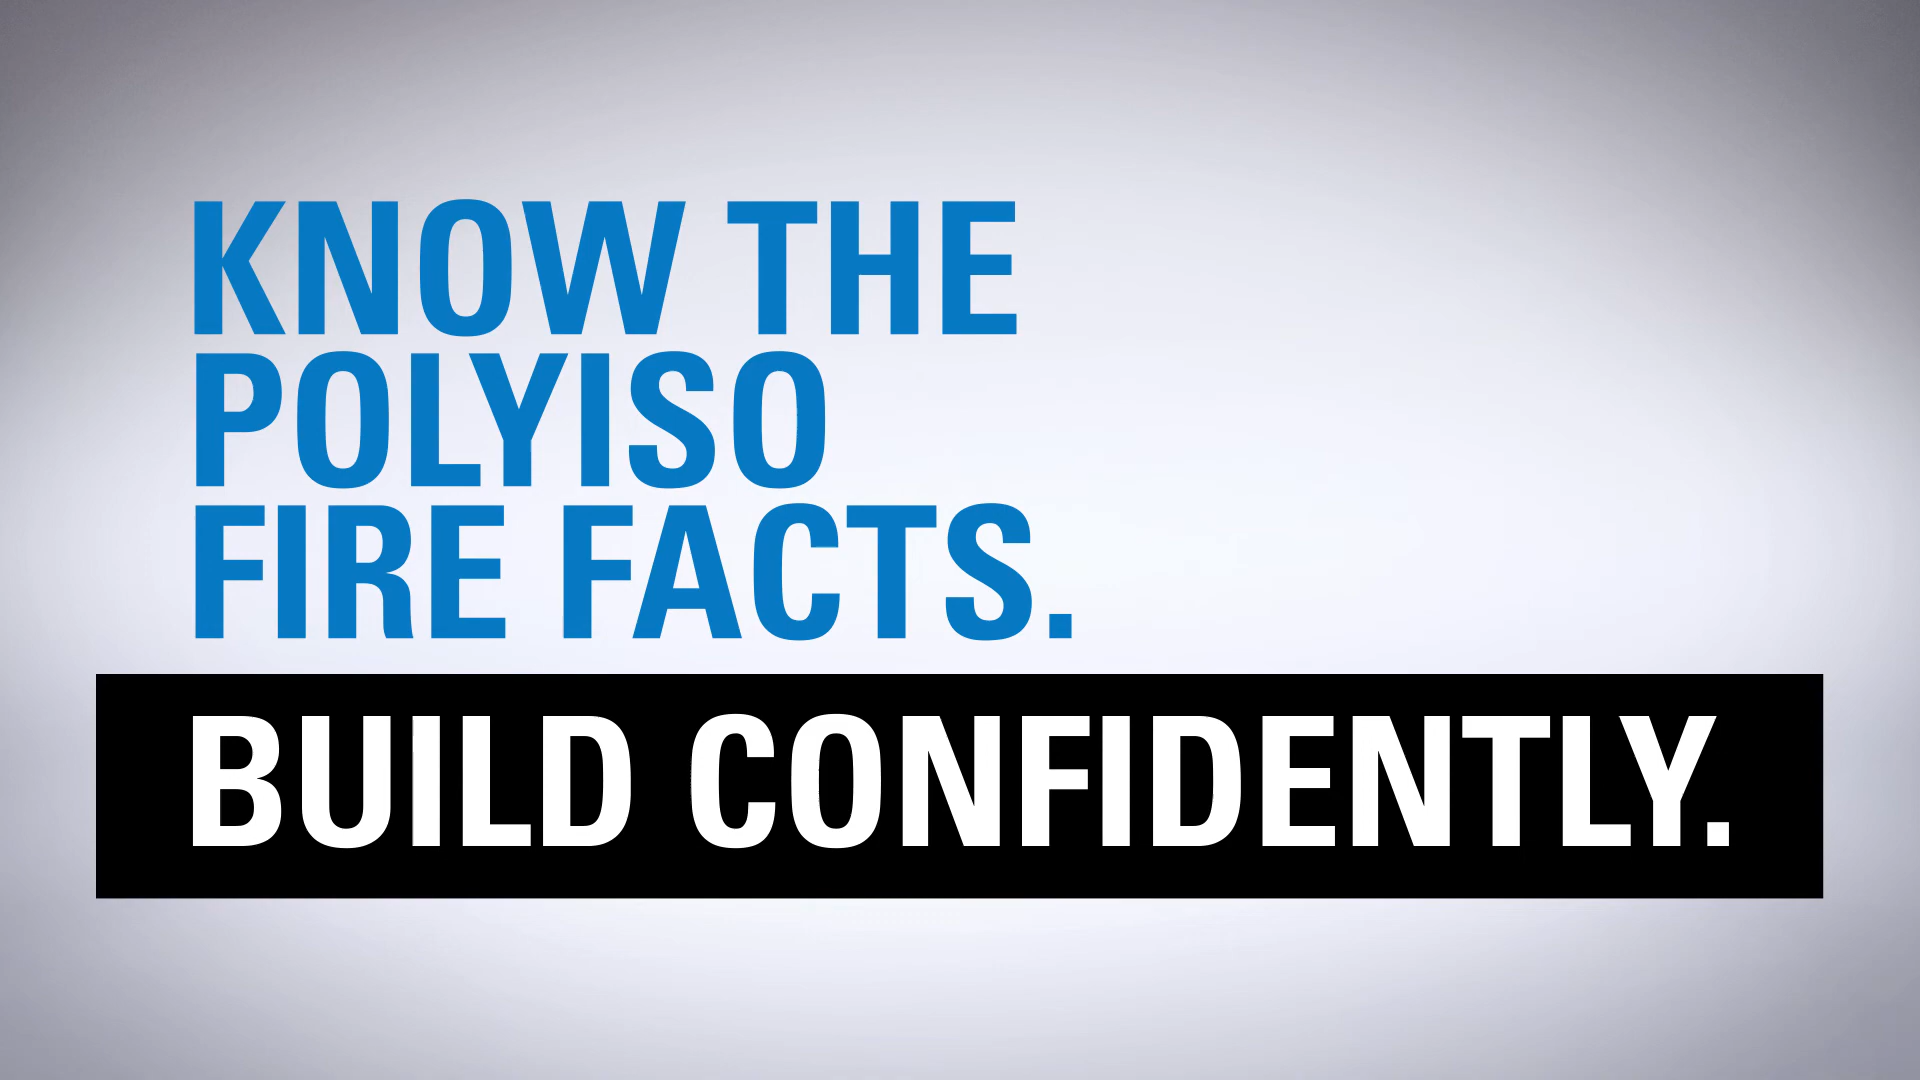 KNOW THE
POLYISO
FIRE FACTS.
BUILD CONFIDENTLY.